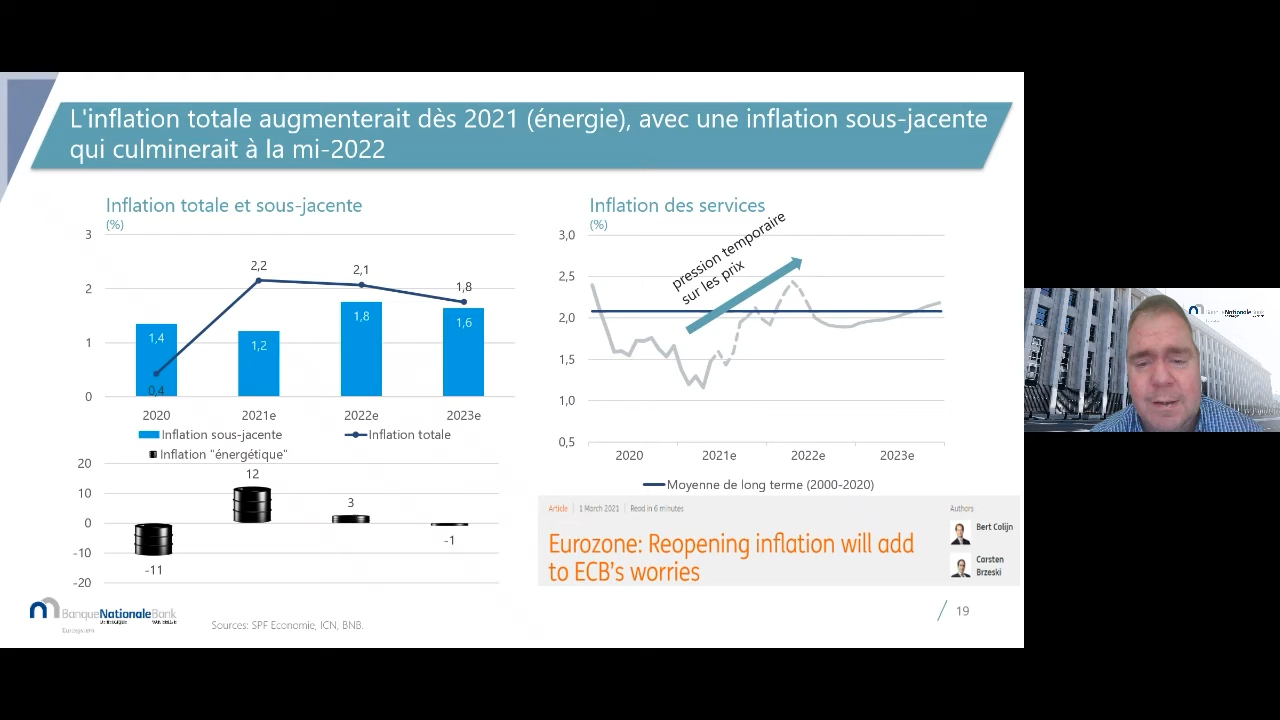 L'inflation totale augmenterait dès 2021 (énergie), avec une inflation sous-jacente
qui culminerait à la mi-2022
Inflation totale et sous-jacente
(%)
3
2
1
0
2,2
2,1
1,8
1,4
1,2
1,8
1,6
0,4
2020
2021e
2022e
2023e
Inflation sous-jacente
Inflation totale
Inflation "énergétique"
20
10
0
-10
-20
12
3
-1
-11
Inflation des services
(%)
3,0
2,5
2,0
1,5
1,0
0,5
pression temporaire
sur les prix
2020
2021e
2022e
2023e
Moyenne de long terme (2000-2020)
Article
1 March 2021
Read in 6 minutes
Authors
Eurozone: Reopening inflation will add
to ECB's worries
Bert Colijn
Carsten
Brzeski
BanqueNationaleBank
Eurosystem
Sources: SPF Economie, ICN, BNB.
19
BanqueNationaleBank